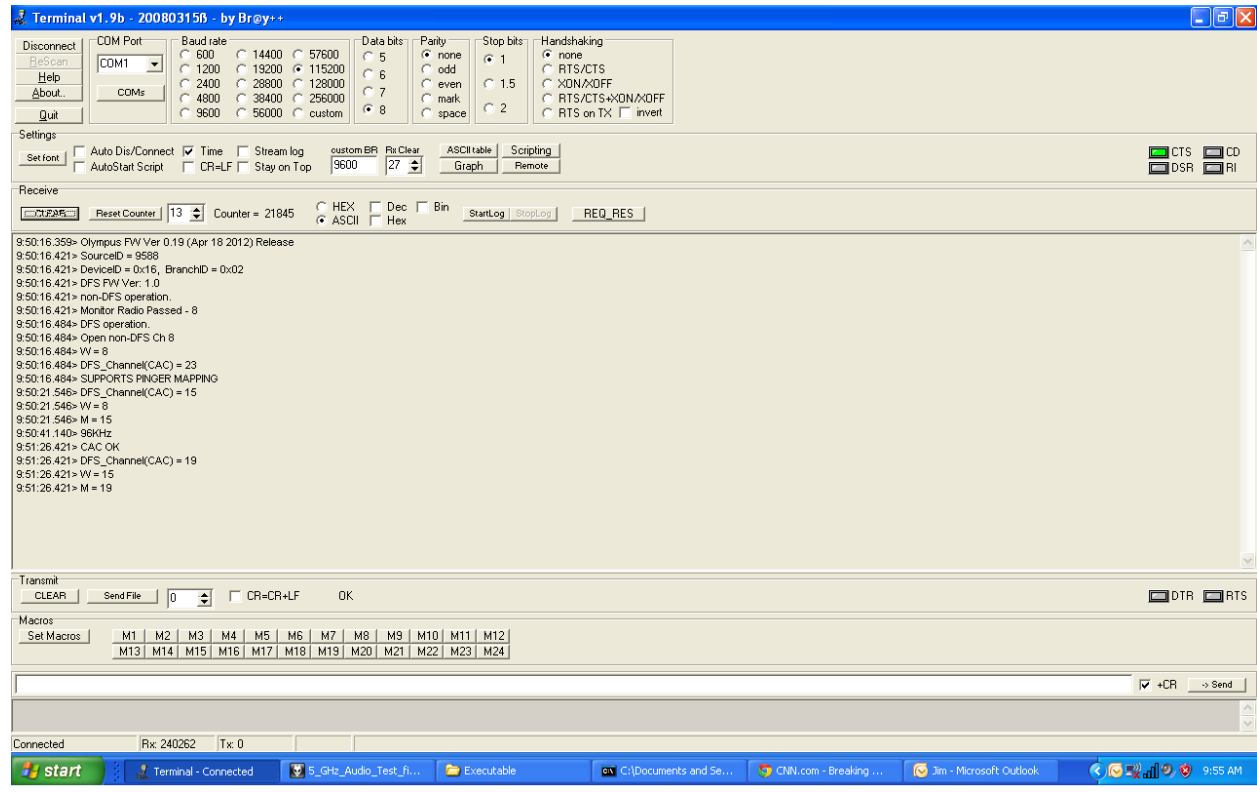 Terminal v1.9b - 20080315ß - by Br@y++
Disconnect
ReScan
Help
About..
Quit
COM Port
COM1
COMs
Baud rate
600 14400 57600
1200 19200 115200
2400 28800 128000
4800 38400 256000
9600 56000 custom
Data bits
5
6
7
8
Parity
none
odd
even
mark
space
Stop bits
1
1.5
2
Handshaking
none
RTS/CTS
XON/XOFF
RTS/CTS+XON/XOFF
RTS on TX invert
Settings
Set font
Auto Dis/Connect Time Stream log
AutoStart Script CR=LF Stay on Top
custom BR Rx Clear
9600 27
ASCII table Scripting
Graph Remote
CTS CD
DSR RI
Receive
CLEAR Reset Counter 13 Counter = 21845
HEX Dec Bin
ASCII Hex
StartLog StopLog REQ_RES
9:50:16.359> Olympus FW Ver 0.19 (Apr 18 2012) Release
9:50:16.421> SourceID = 9588
9:50:16.421> DeviceID = 0x16, BranchID = 0x02
9:50:16.421> DFS FW Ver: 1.0
9:50:16.421> non-DFS operation.
9:50:16.421> Monitor Radio Passed - 8
9:50:16.484> DFS operation.
9:50:16.484> Open non-DFS Ch 8
9:50:16.484> W = 8
9:50:16.484> DFS_Channel(CAC) = 23
9:50:16.484> SUPPORTS PINGER MAPPING
9:50:21.546> DFS_Channel(CAC) = 15
9:50:21.546> W = 8
9:50:21.546> M = 15
9:50:41.140> 96KHz
9:51:26.421> CAC OK
9:51:26.421> DFS_Channel(CAC) = 19
9:51:26.421> W = 15
9:51:26.421> M = 19
Transmit
CLEAR Send File 0 CR=CR+LF OK
DTR RTS
Macros
Set Macros
M1 M2 M3 M4 M5 M6 M7 M8 M9 M10 M11 M12
M13 M14 M15 M16 M17 M18 M19 M20 M21 M22 M23 M24
+CR -> Send
Connected Rx: 240262 Tx: 0
start Terminal - Connected 5_GHz_Audio_Test_fi... Executable C:\Documents and Se... CNN.com - Breaking ... Jim - Microsoft Outlook 9:55 AM